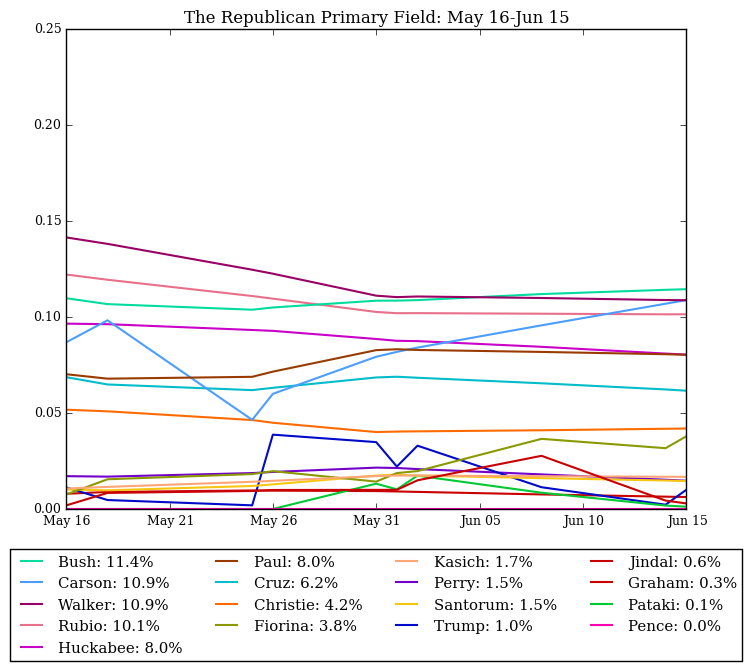 The Republican Primary Field: May 16-Jun 15
0.25
0.20
0.15
0.10
0.05
0.00
May 16 May 21 May 26 May 31 Jun 05 Jun 10 Jun 15
Bush: 11.4% Paul: 8.0% Kasich: 1.7% Jindal: 0.6%
Carson: 10.9% Cruz: 6.2% Perry: 1.5% Graham: 0.3%
Walker: 10.9% Christie: 4.2% Santorum: 1.5% Pataki: 0.1%
Rubio: 10.1% Fiorina: 3.8% Trump: 1.0% Pence: 0.0%
Huckabee: 8.0%